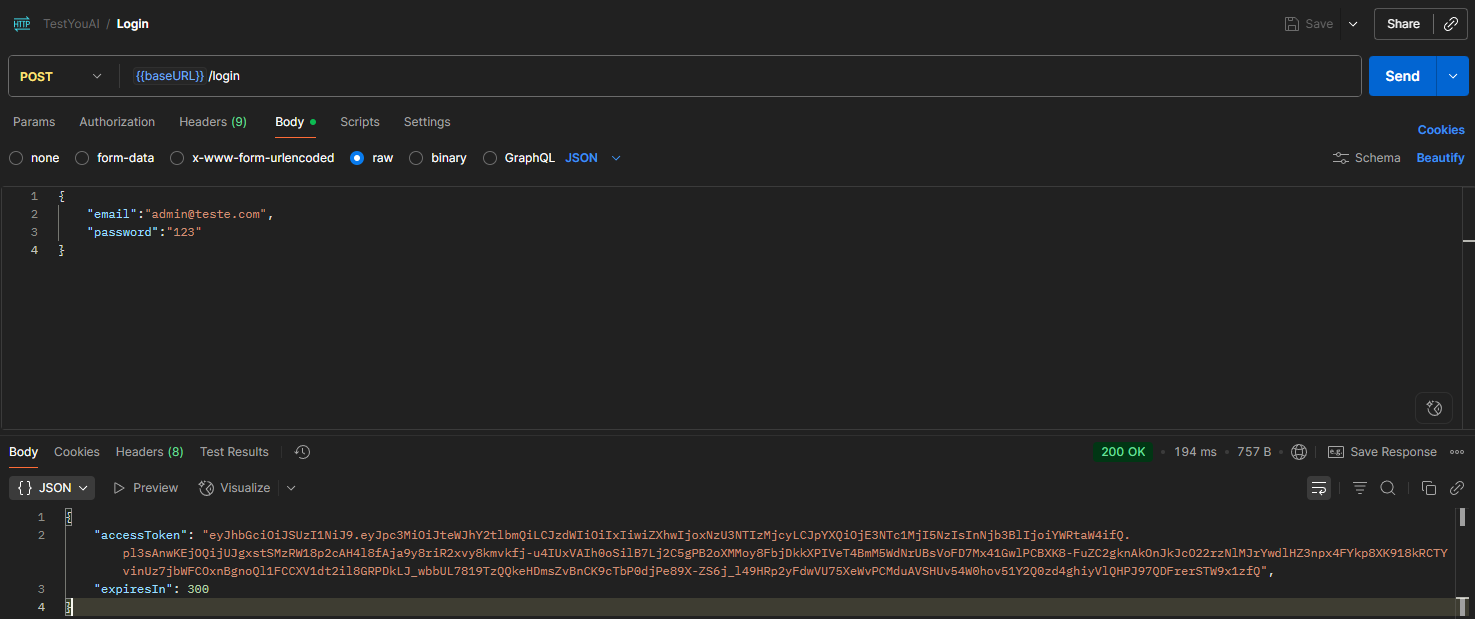 HTTP TestYouAI / Login Save Share
POST {{baseURL}} /login Send
Params Authorization Headers (9) Body Scripts Settings Cookies
none form-data x-www-form-urlencoded raw binary GraphQL JSON Schema Beautify
1 {
2 "email":"admin@teste.com",
3 "password":"123"
4 }
Body Cookies Headers (8) Test Results 200 OK • 194 ms • 757 B • e.g. Save Response
{} JSON Preview Visualize
1 {
2 "accessToken": "eyJhbGciOiJSUzI1NiJ9.eyJpc3MiOiJteWJhY2tlbmQiLCJzdWIiOiIxIiwiZXhwIjoxNzU3NTIzMjcyLCJpYXQiOjE3NTc1MjI5NzIsInNjb3BlIjoiYWRtaW4ifQ.
pl3sAnwKEjOQijUJgxstSMzRW18p2cAH4l8fAja9y8riR2xvy8kmvkfj-u4IUxVAIh0oSilB7Lj2C5gPB2oXMMoy8FbjDkkXPIVeT4BmM5WdNrUBsVoFD7Mx41GwlPCBXK8-FuZC2gknAkOnJkJcO22rzNlMJrYwdlHZ3npx4FYkp8XK918kRCTY
vinUz7jbWFCOxnBgnoQl1FCCXV1dt2il8GRPDkLJ_wbbUL7819TzQQkeHDmsZvBnCK9cTbP0djPe89X-ZS6j_l49HRp2yFdwVU75XeWvPCMduAVSHUv54W0hov51Y2Q0zd4ghiyVlQHPJ97QDFrerSTW9x1zfQ",
3 "expiresIn": 300
4 }